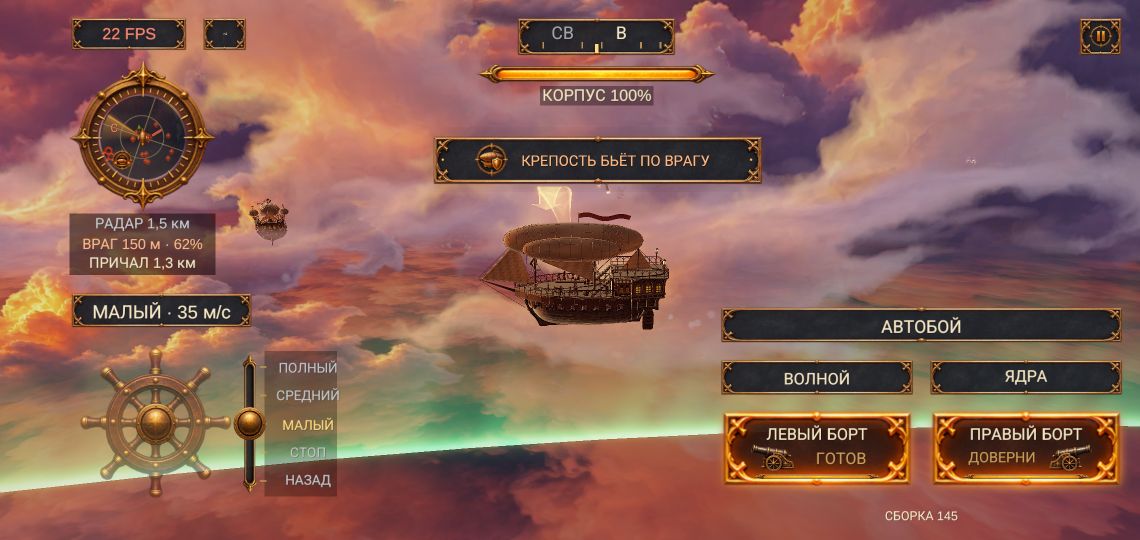 22 FPS
СВ В
КОРПУС 100%
КРЕПОСТЬ БЬЁТ ПО ВРАГУ
С
РАДАР 1,5 км
ВРАГ 150 м · 62%
ПРИЧАЛ 1,3 км
МАЛЫЙ · 35 м/с
ПОЛНЫЙ
СРЕДНИЙ
МАЛЫЙ
СТОП
НАЗАД
АВТОБОЙ
ВОЛНОЙ
ЯДРА
ЛЕВЫЙ БОРТ
ГОТОВ
ПРАВЫЙ БОРТ
ДОВЕРНИ
СБОРКА 145